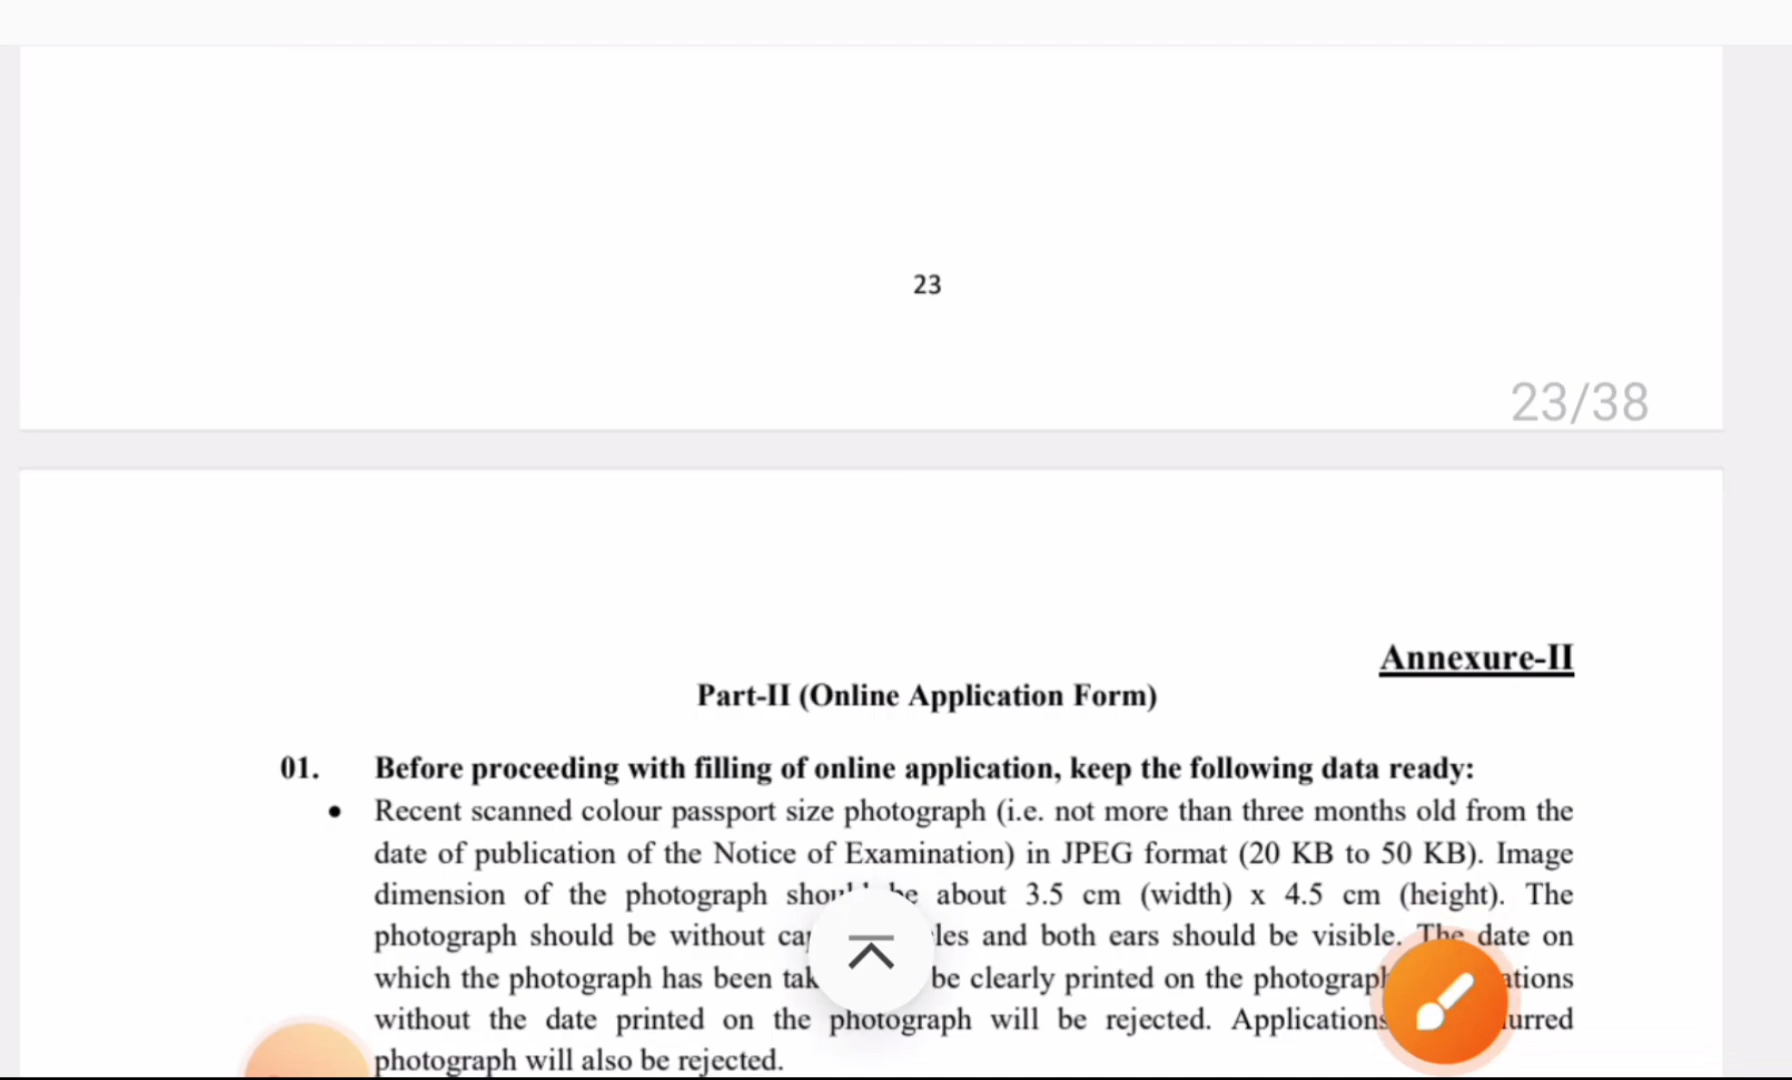 23
23/38
Annexure-II
Part-II (Online Application Form)
01. Before proceeding with filling of online application, keep the following data ready:
• Recent scanned colour passport size photograph (i.e. not more than three months old from the
date of publication of the Notice of Examination) in JPEG format (20 KB to 50 KB). Image
dimension of the photograph about 3.5 cm (width) x 4.5 cm (height). The
photograph should be without and both ears should be visible. The date on
which the photograph has been be clearly printed on the
without the date printed on the photograph will be rejected. Applications
photograph will also be rejected.